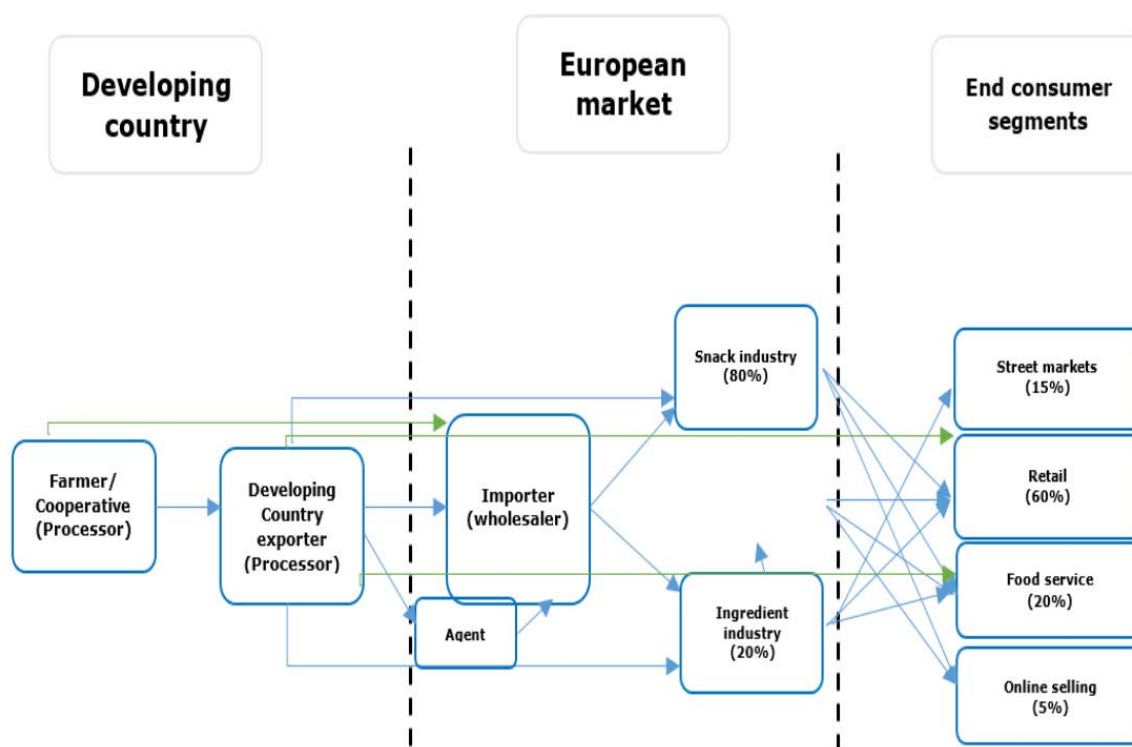 Developing
country
European
market
End consumer
segments
Farmer/
Cooperative
(Processor)
Developing
Country
exporter
(Processor)
Agent
Importer
(wholesaler)
Snack industry
(80%)
Ingredient
industry
(20%)
Street markets
(15%)
Retail
(60%)
Food service
(20%)
Online selling
(5%)